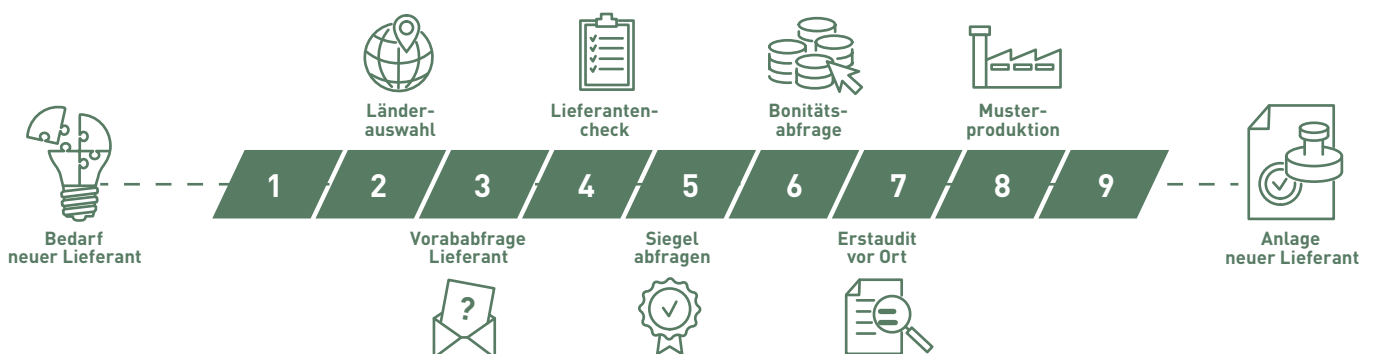 Länder-
auswahl
Lieferanten-
check
Bonitäts-
abfrage
Muster-
produktion
1 2 3 4 5 6 7 8 9
Bedarf
neuer Lieferant
Vorababfrage
Lieferant
Siegel
abfragen
Erstaudit
vor Ort
Anlage
neuer Lieferant
?